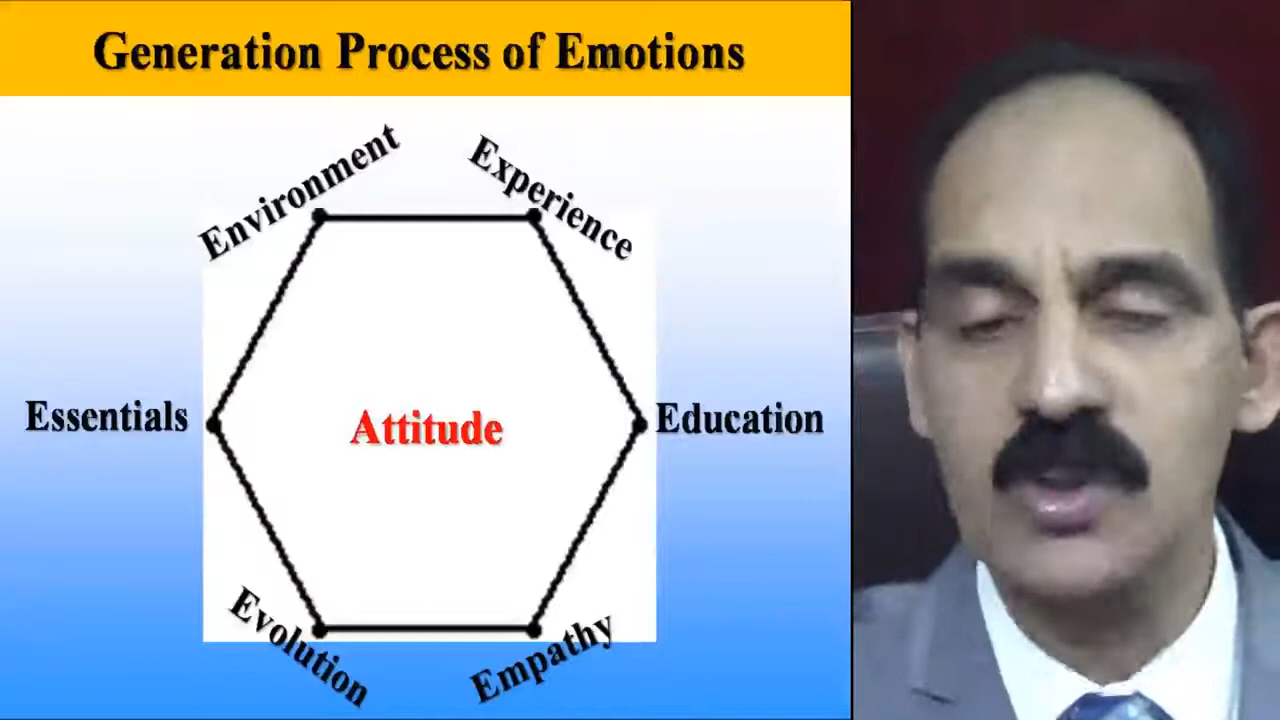 Generation Process of Emotions
Environment
Experience
Essentials
Attitude
Education
Evolution
Empathy